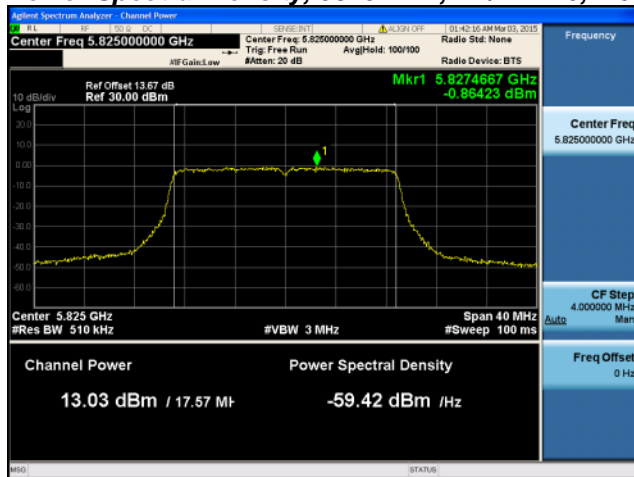 Agilent Spectrum Analyzer - Channel Power
RL RF 50 Ω DC SENSE:INT ALIGN OFF 01:42:16 AM Mar 03, 2015
Center Freq 5.825000000 GHz
Center Freq: 5.825000000 GHz
Radio Std: None
Trig: Free Run Avg|Hold: 100/100
#IFGain:Low #Atten: 20 dB Radio Device: BTS
Frequency
Ref Offset 13.67 dB
10 dB/div Ref 30.00 dBm
Mkr1 5.8274667 GHz
-0.86423 dBm
Log
20.0
10.0
0.00
-10.0
-20.0
-30.0
-40.0
-50.0
-60.0
1
Center Freq
5.825000000 GHz
Center 5.825 GHz Span 40 MHz
#Res BW 510 kHz #VBW 3 MHz #Sweep 100 ms
CF Step
4.000000 MHz
Auto Man
Channel Power Power Spectral Density
13.03 dBm / 17.57 MH -59.42 dBm /Hz
Freq Offset
0 Hz
MSG STATUS